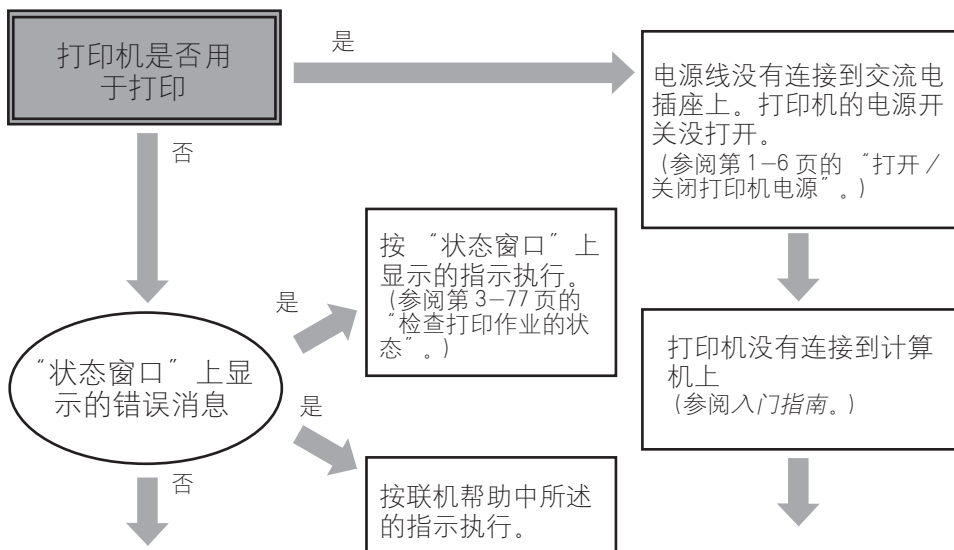 打印机是否用
于打印
是
否
电源线没有连接到交流电
插座上。打印机的电源开
关没打开。
(参阅第 1-6 页的 “打开 /
关闭打印机电源”。)
按 “状态窗口” 上
显示的指示执行。
(参阅第 3-77 页的
“检查打印作业的状
态”。)
是
“状态窗口” 上显
示的错误消息
打印机没有连接到计算
机上
(参阅入门指南。)
是
否
按联机帮助中所述
的指示执行。